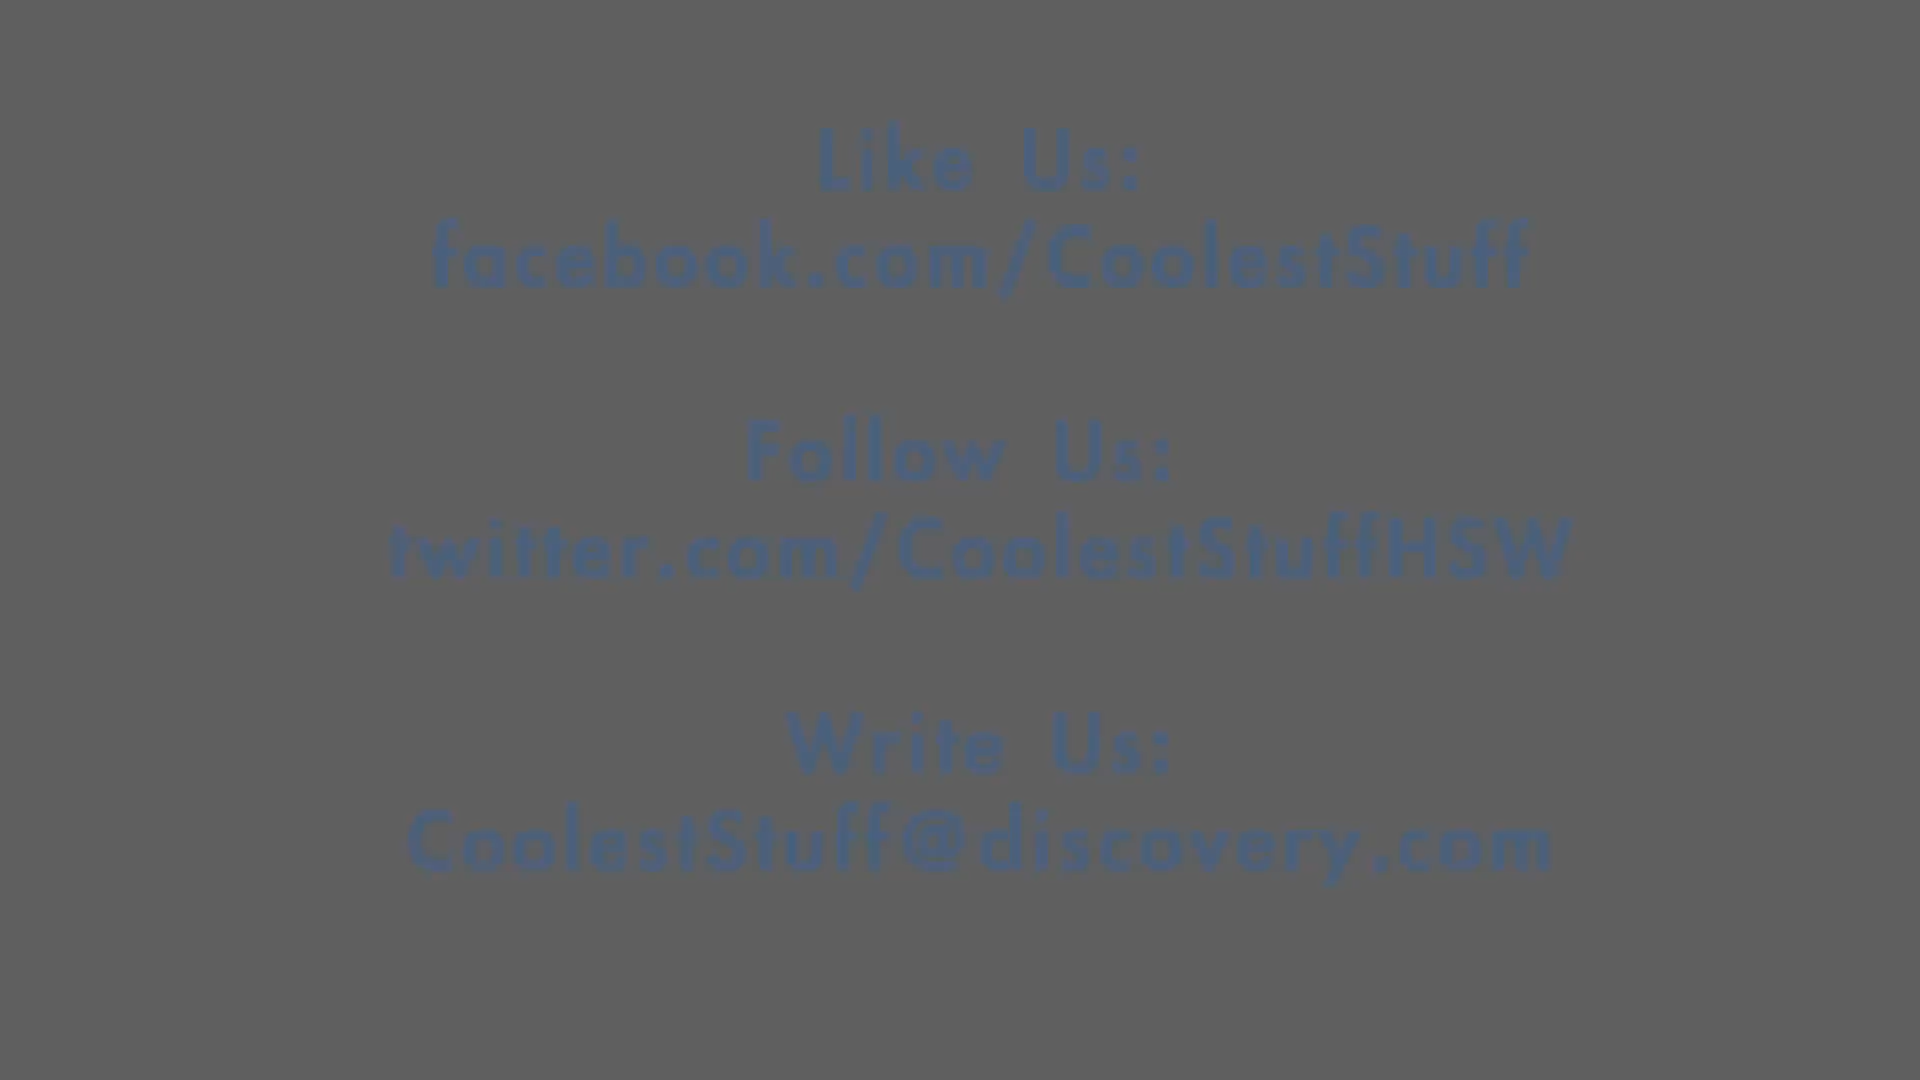 Like Us:
facebook.com/CoolestStuff
Follow Us:
twitter.com/CoolestStuffHSW
Write Us:
CoolestStuff@discovery.com